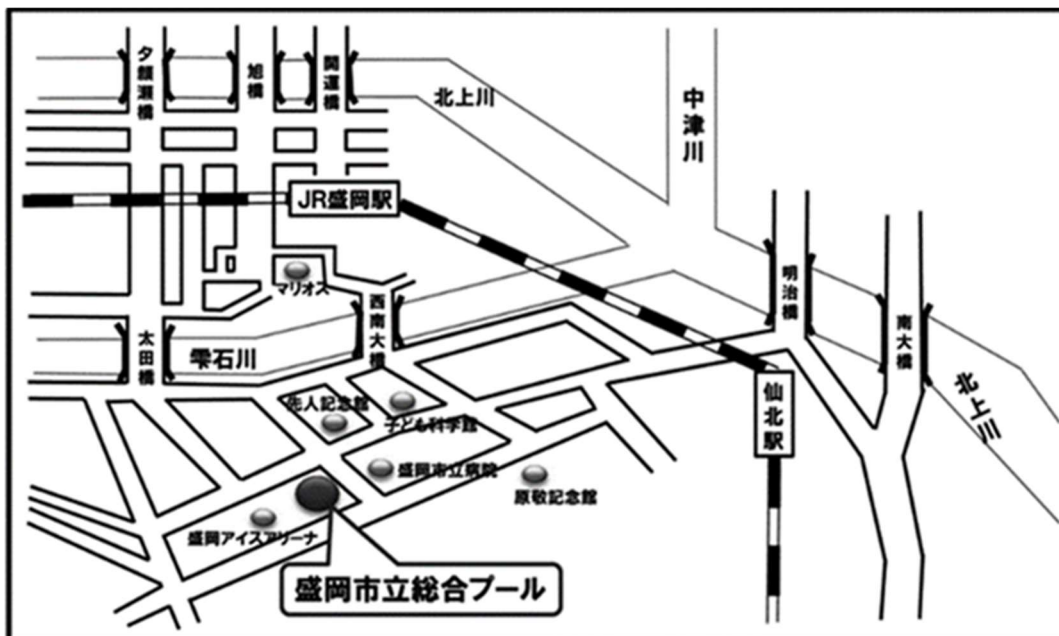 夕顔瀬橋
旭橋
開運橋
北上川
中津川
JR盛岡駅
マリオス
西南大橋
明治橋
南大橋
太田橋
雫石川
北上川
仙北駅
先人記念館
子ども科学館
盛岡市立病院
原敬記念館
盛岡アイスアリーナ
盛岡市立総合プール